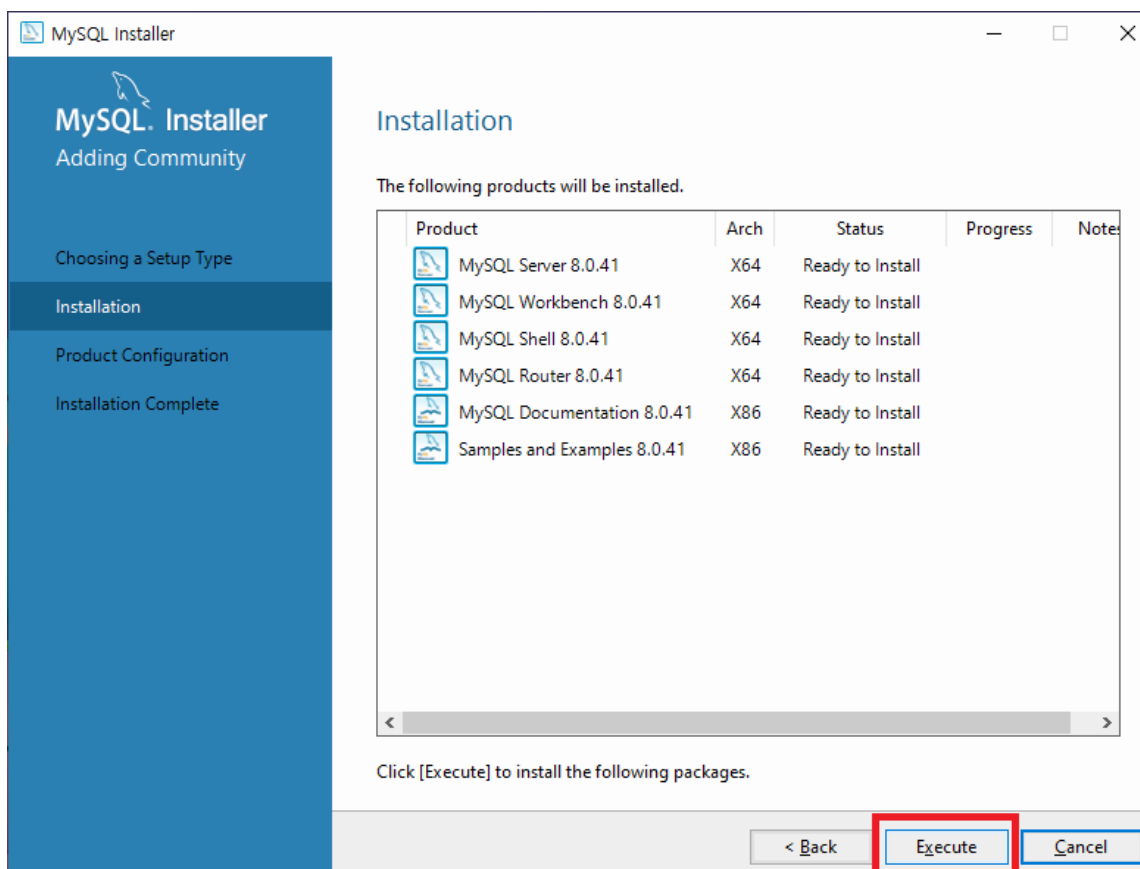 MySQL Installer
MySQL. Installer
Adding Community
Choosing a Setup Type
Installation
Product Configuration
Installation Complete
Installation
The following products will be installed.
Product Arch Status Progress Notes
MySQL Server 8.0.41 X64 Ready to Install
MySQL Workbench 8.0.41 X64 Ready to Install
MySQL Shell 8.0.41 X64 Ready to Install
MySQL Router 8.0.41 X64 Ready to Install
MySQL Documentation 8.0.41 X86 Ready to Install
Samples and Examples 8.0.41 X86 Ready to Install
Click [Execute] to install the following packages.
< Back Execute Cancel